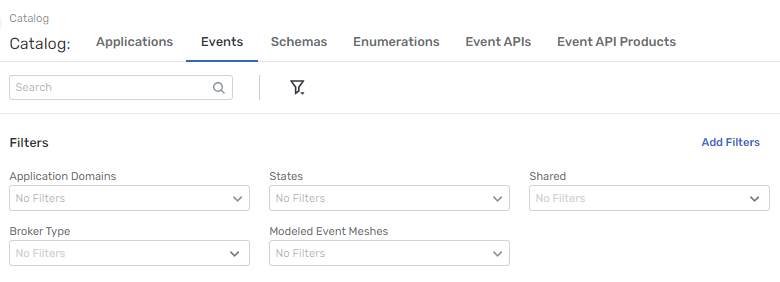 Catalog
Catalog: Applications Events Schemas Enumerations Event APIs Event API Products
Search
Filters Add Filters
Application Domains States Shared
No Filters No Filters No Filters
Broker Type Modeled Event Meshes
No Filters No Filters